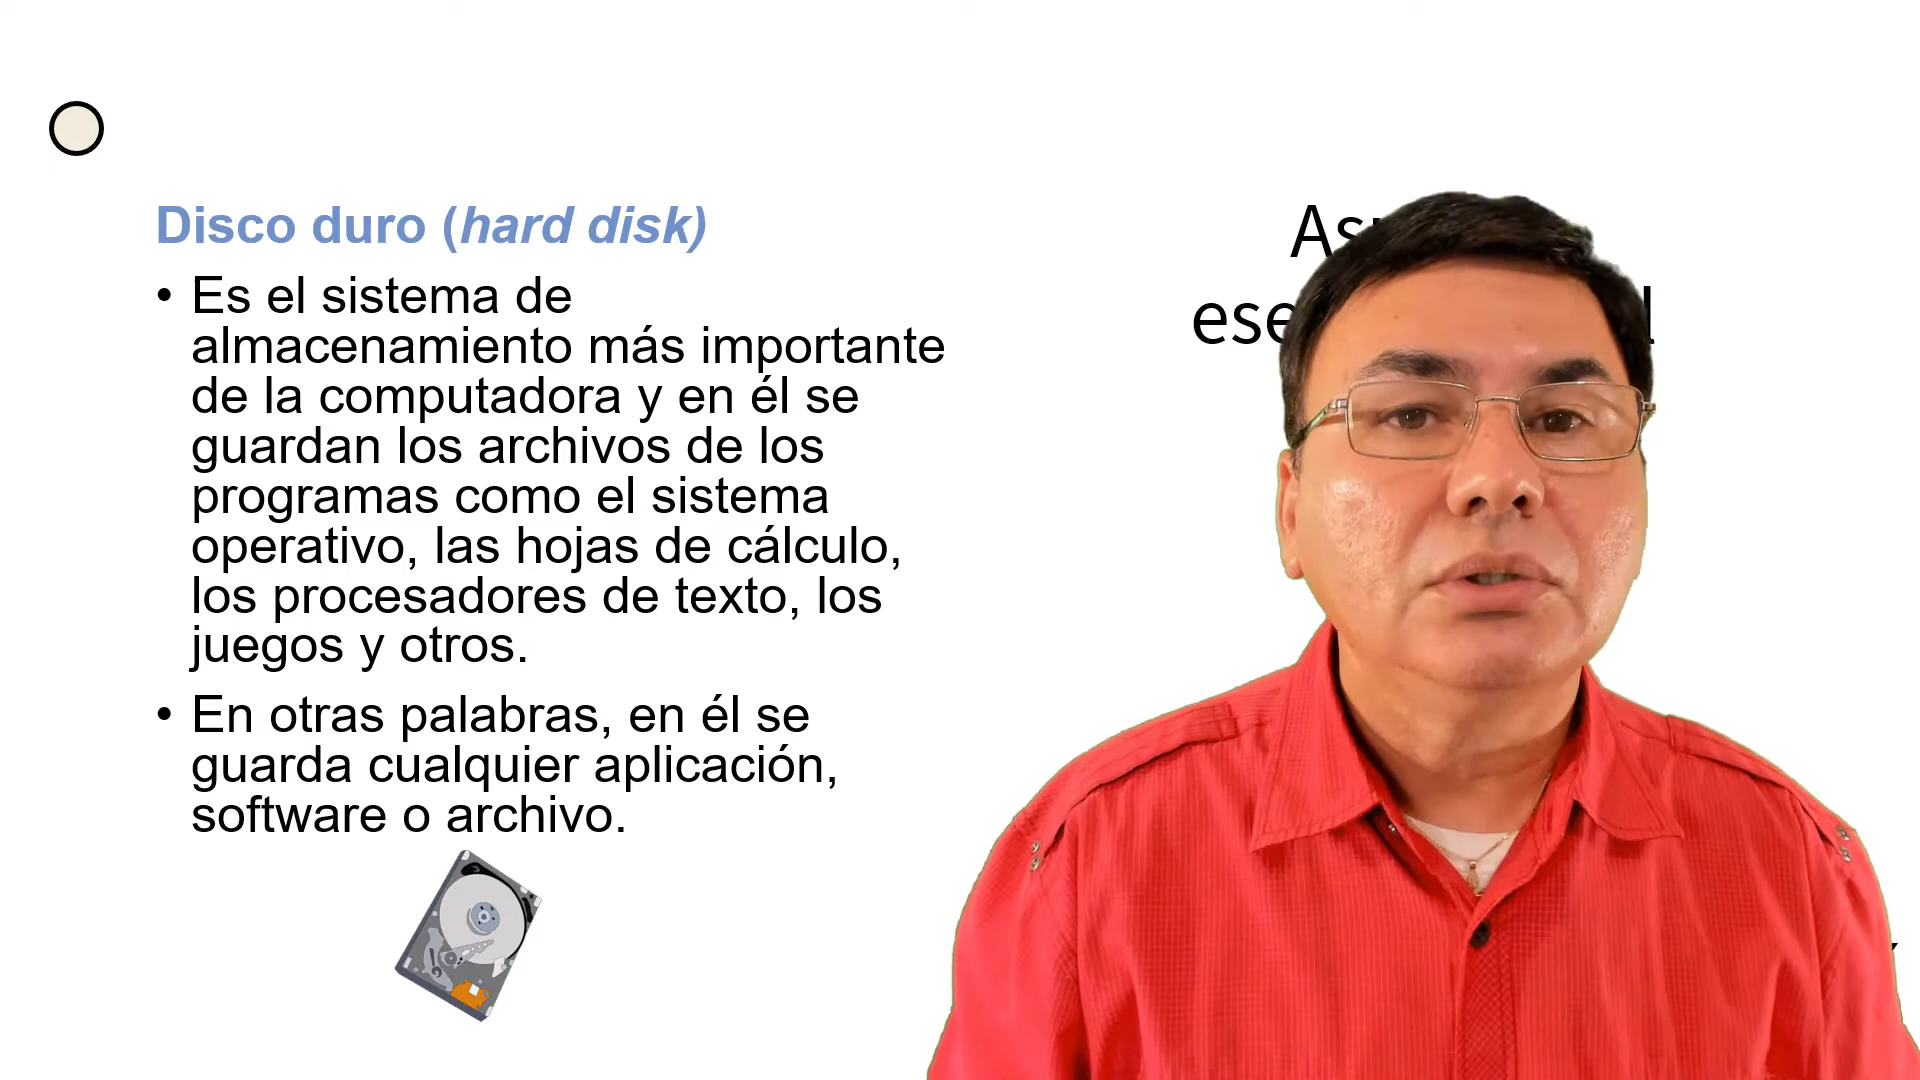 Disco duro (hard disk)
• Es el sistema de
almacenamiento más importante
de la computadora y en él se
guardan los archivos de los
programas como el sistema
operativo, las hojas de cálculo,
los procesadores de texto, los
juegos y otros.
• En otras palabras, en él se
guarda cualquier aplicación,
software o archivo.